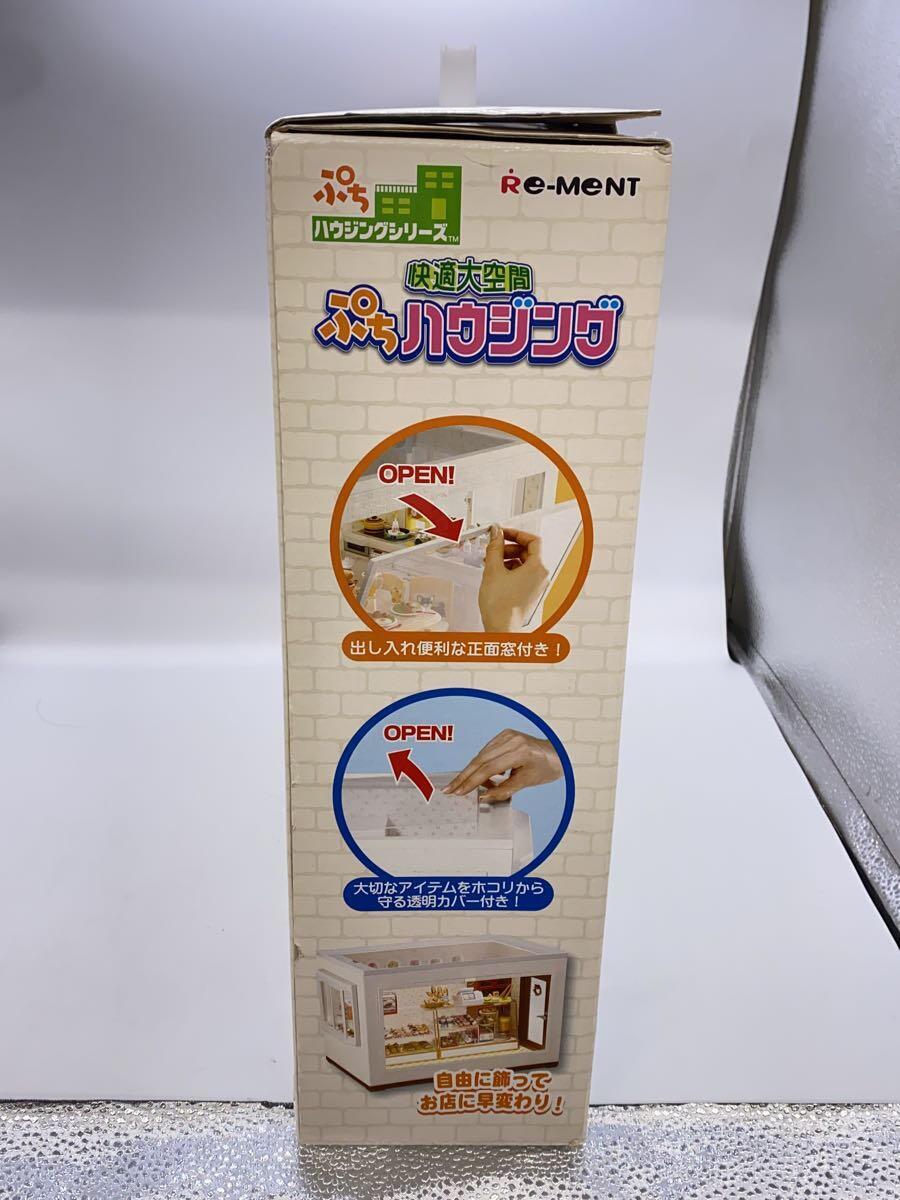 ぷち
ハウジングシリーズ™
Re-MeNT
快適大空間
ぷちハウジング
OPEN!
出し入れ便利な正面窓付き！
OPEN!
大切なアイテムをホコリから
守る透明カバー付き！
自由に飾って
お店に早変わり！